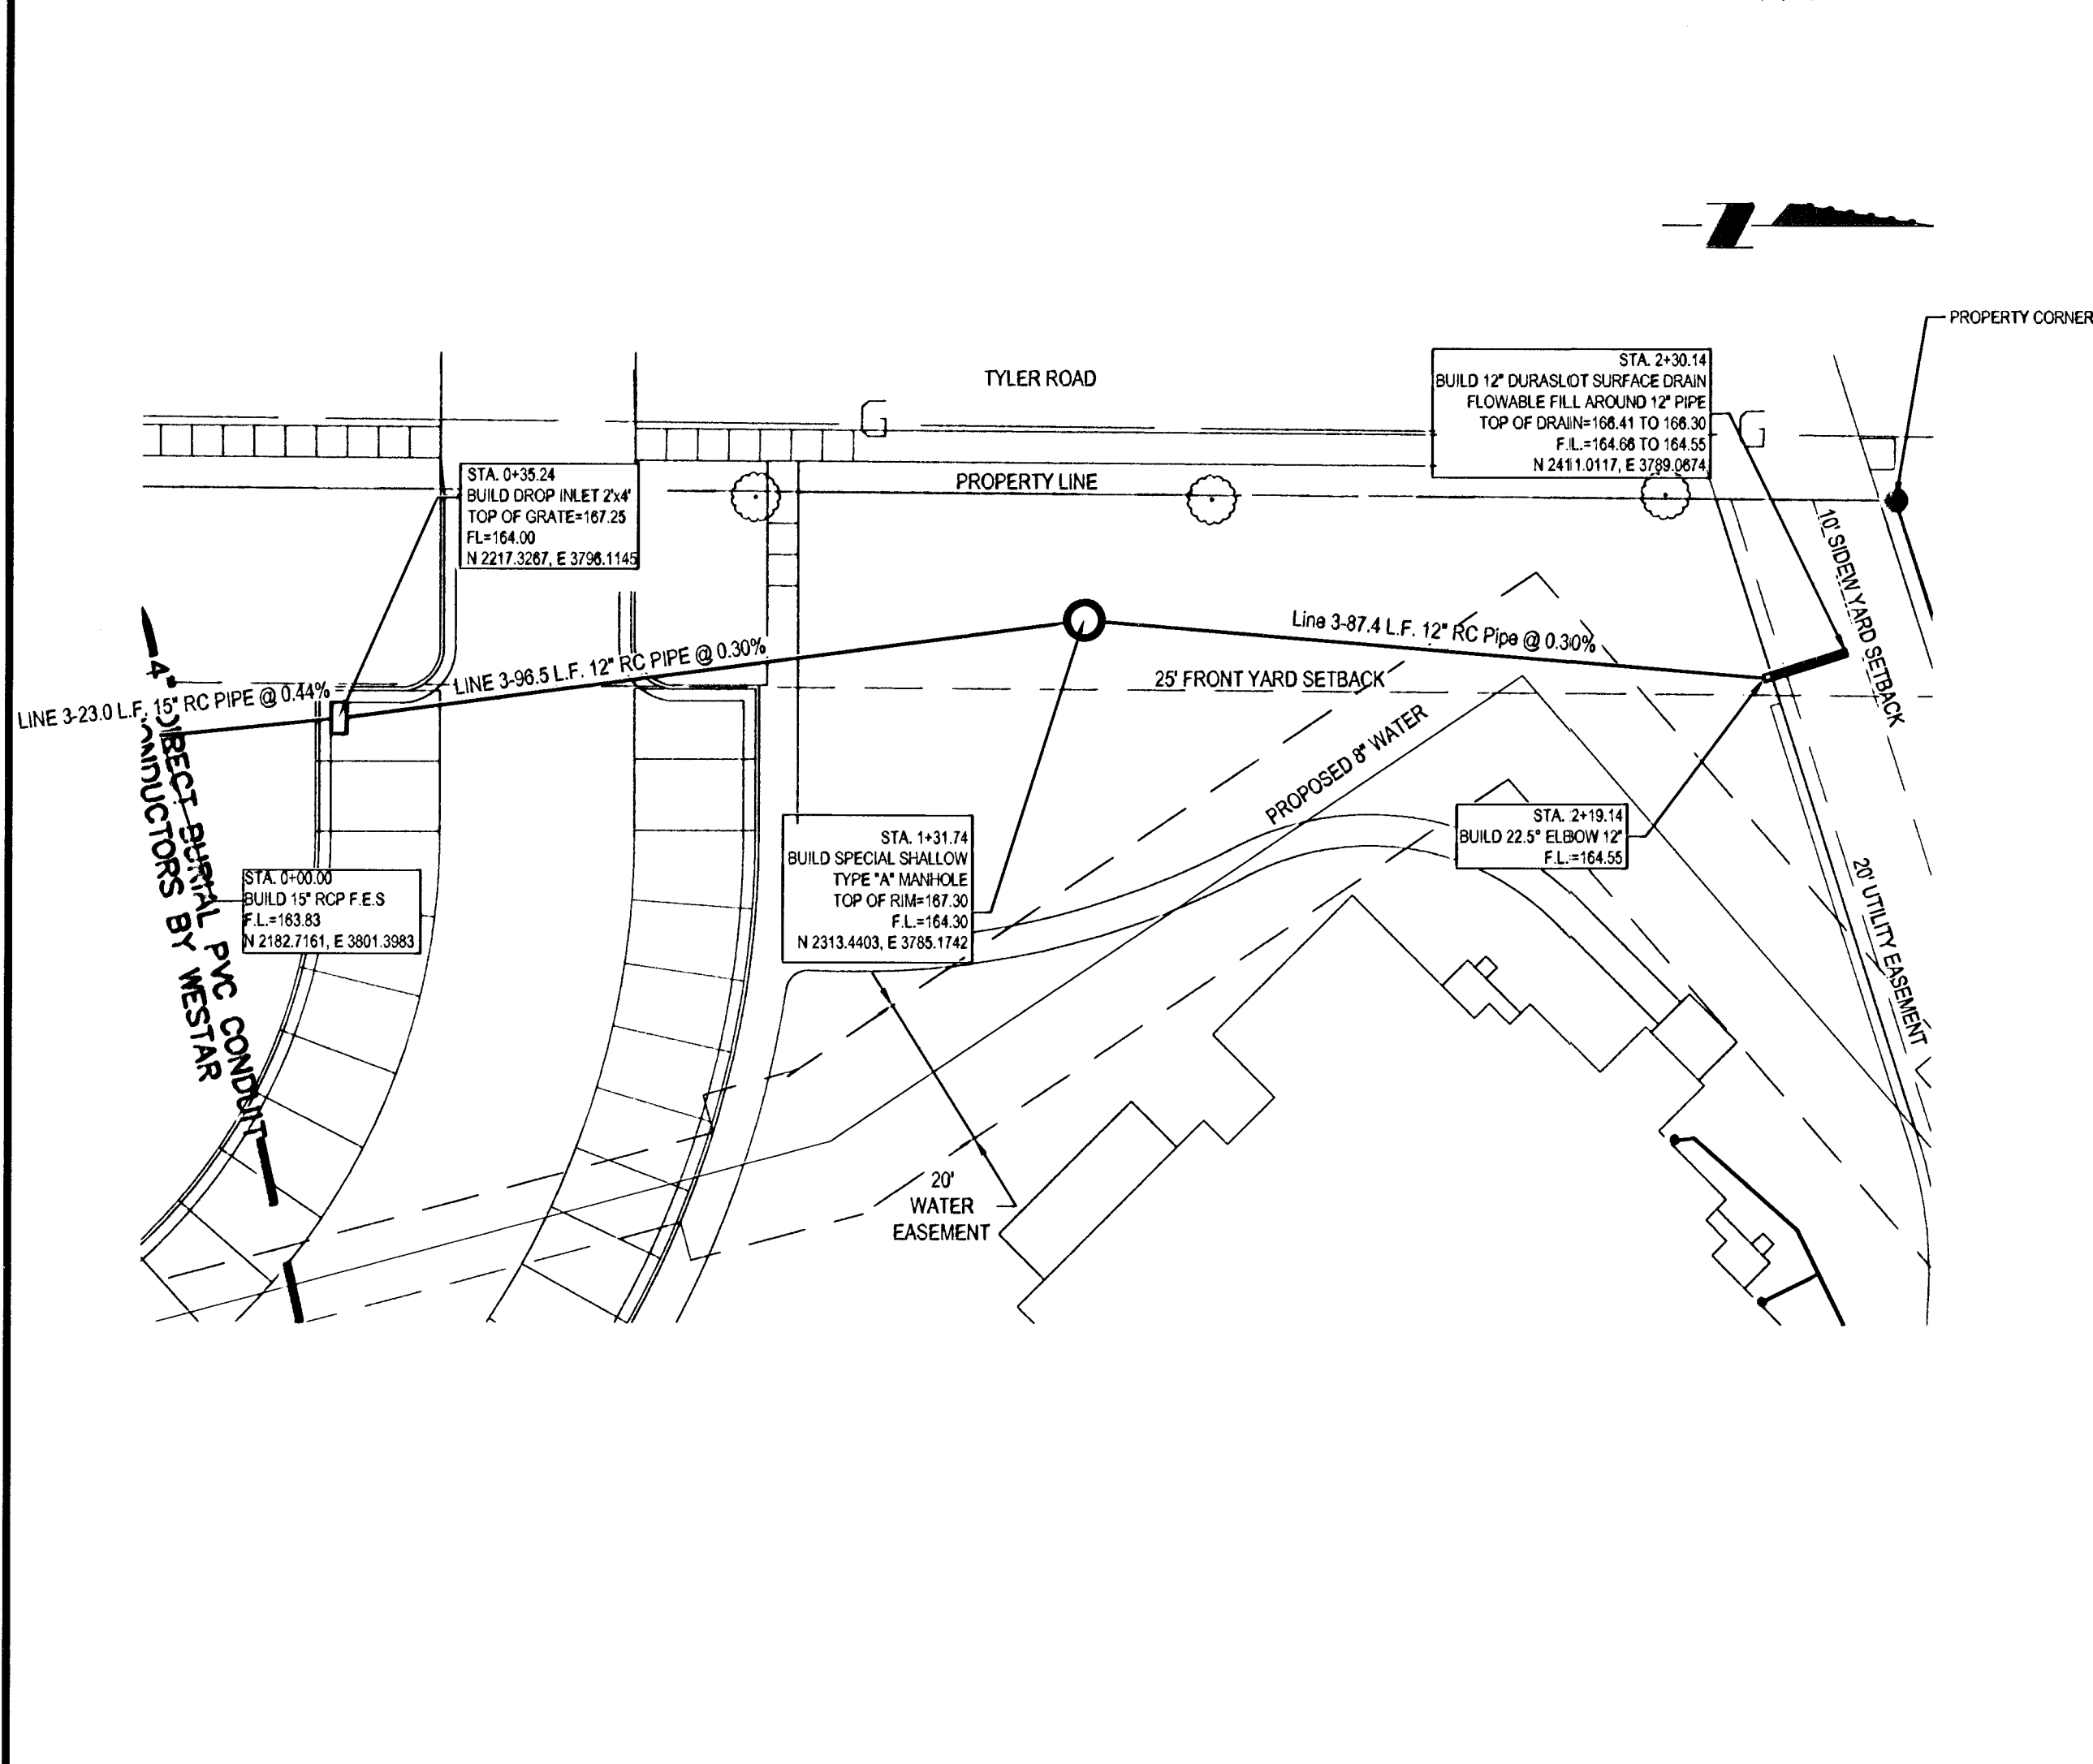 PROPERTY CORNER
TYLER ROAD
STA. 2+30.14
BUILD 12" DURASLOT SURFACE DRAIN
FLOWABLE FILL AROUND 12" PIPE
TOP OF DRAIN=166.41 TO 166.30
F.L.=164.66 TO 164.55
N 2411.0117, E 3789.0674
STA. 0+35.24
BUILD DROP INLET 2'x4'
TOP OF GRATE=167.25
FL=164.00
N 2217.3267, E 3796.1145
PROPERTY LINE
10' SIDEW YARD SETBACK
Line 3-87.4 L.F. 12" RC Pipe @ 0.30%
LINE 3-96.5 L.F. 12" RC PIPE @ 0.30%
LINE 3-23.0 L.F. 15" RC PIPE @ 0.44%
25' FRONT YARD SETBACK
PROPOSED 8" WATER
4" DIRECT BURIAL PVC CONDUIT
CONDUCTORS BY WESTAR
STA. 2+19.14
BUILD 22.5° ELBOW 12"
F.L.=164.55
STA. 1+31.74
BUILD SPECIAL SHALLOW
TYPE "A" MANHOLE
TOP OF RIM=167.30
F.L.=164.30
N 2313.4403, E 3785.1742
STA. 0+00.00
BUILD 15" RCP F.E.S
F.L.=163.83
N 2182.7161, E 3801.3983
20' UTILITY EASEMENT
20'
WATER
EASEMENT